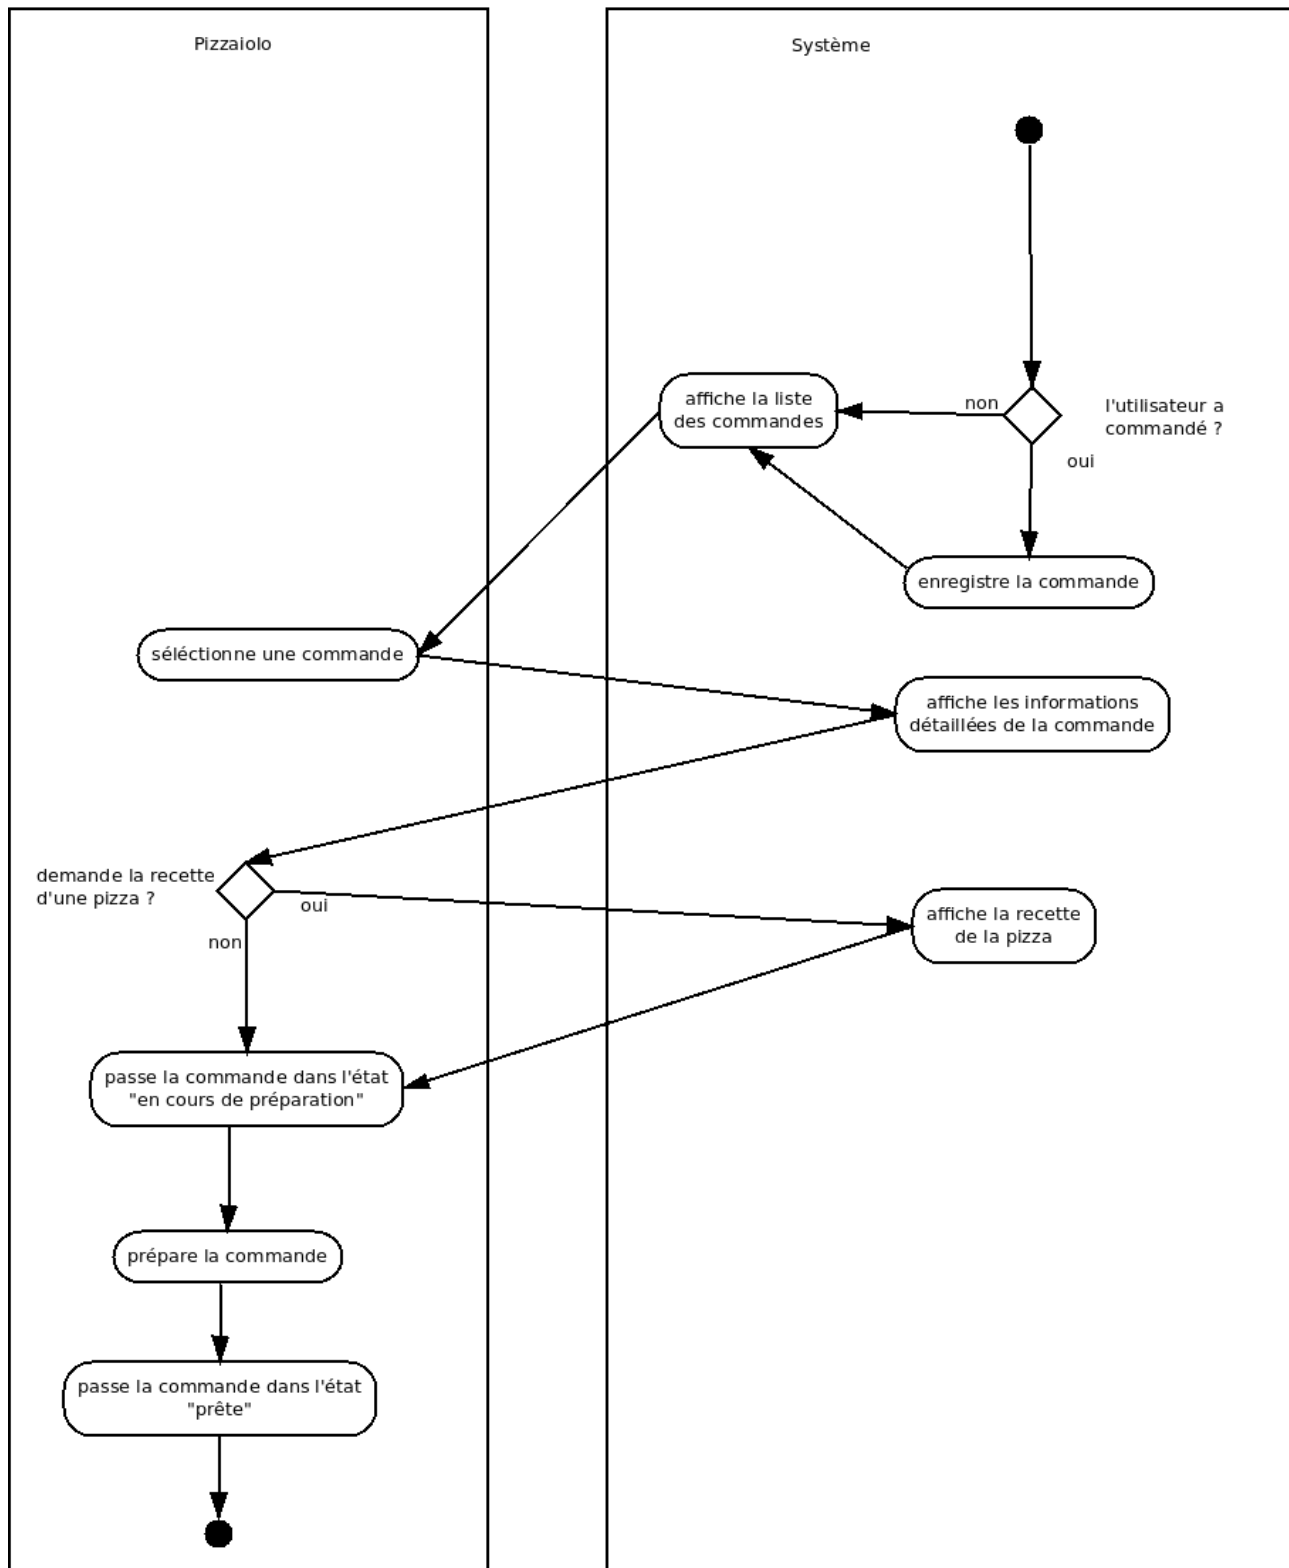 Pizzaiolo
Système
l'utilisateur a
commandé ?
non
oui
affiche la liste
des commandes
enregistre la commande
séléctionne une commande
affiche les informations
détaillées de la commande
demande la recette
d'une pizza ?
oui
non
affiche la recette
de la pizza
passe la commande dans l'état
"en cours de préparation"
prépare la commande
passe la commande dans l'état
"prête"